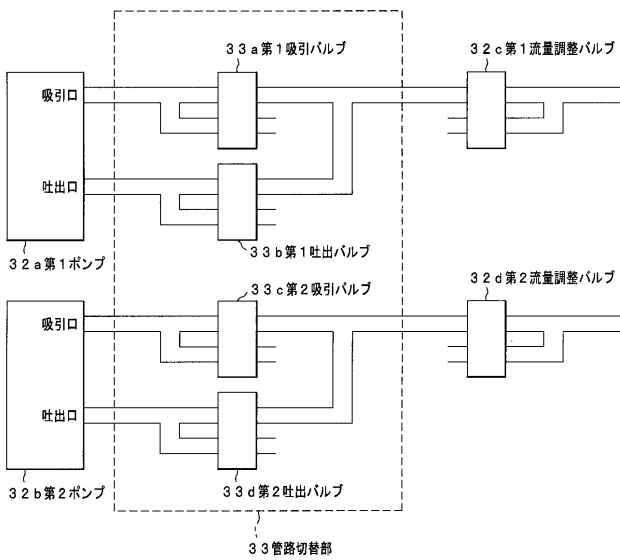 33a第1吸引バルブ
32c第1流量調整バルブ
吸引口
吐出口
33b第1吐出バルブ
32a第1ポンプ
33c第2吸引バルブ
32d第2流量調整バルブ
吸引口
吐出口
32b第2ポンプ
33d第2吐出バルブ
33管路切替部